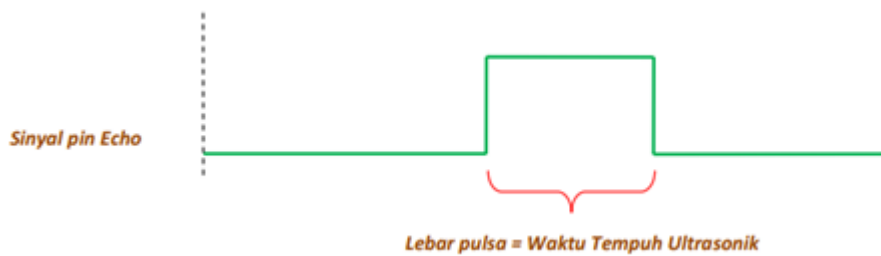 Sinyal pin Echo
Lebar pulsa = Waktu Tempuh Ultrasonik